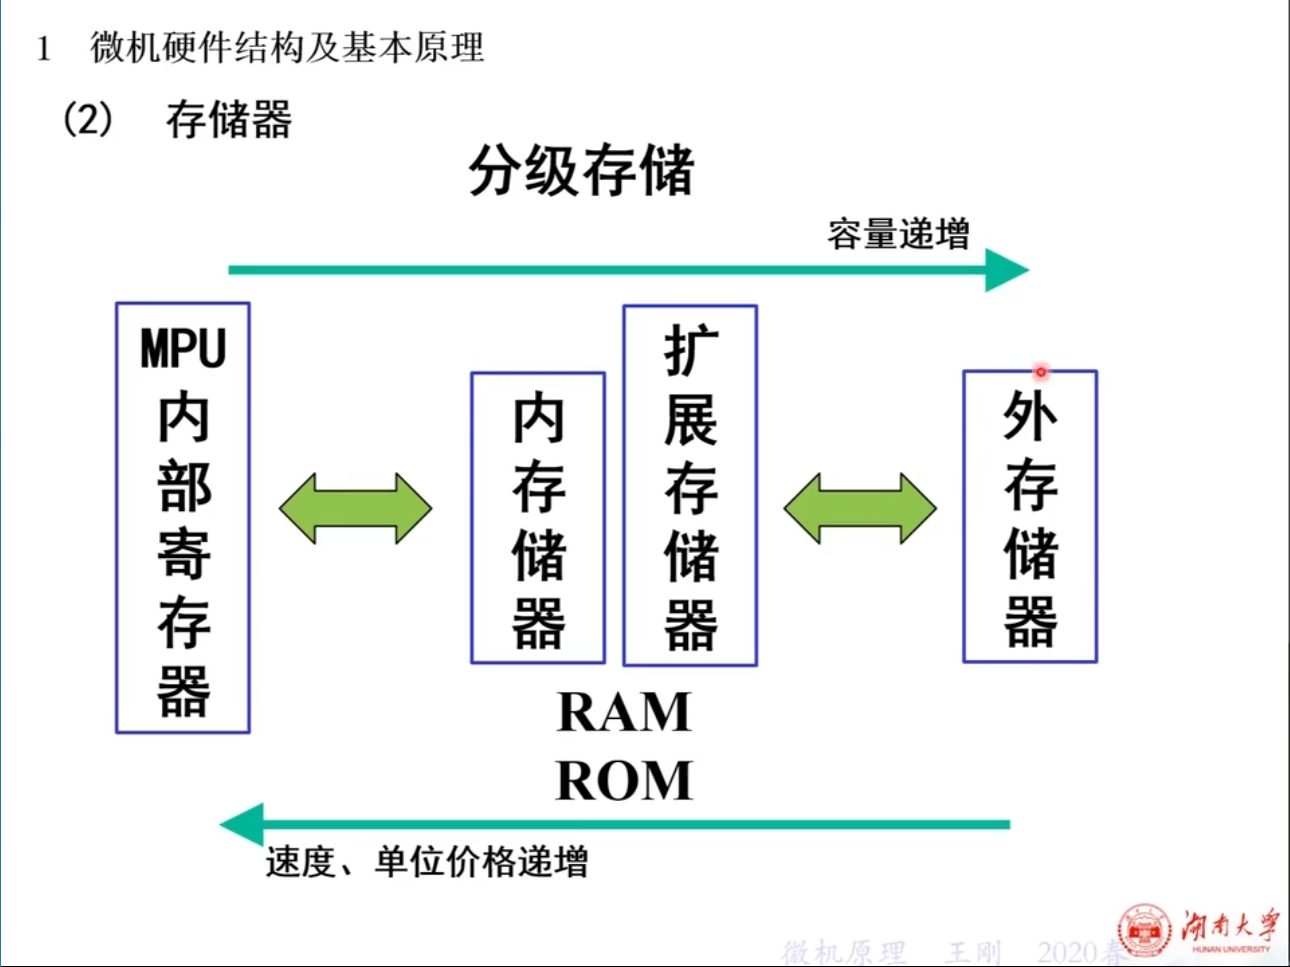 1 微机硬件结构及基本原理
(2) 存储器
分级存储
容量递增
MPU
内
部
寄
存
器
内
存
储
器
扩
展
存
储
器
外
存
储
器
RAM
ROM
速度、单位价格递增
湖南大学
HUNAN UNIVERSITY
微机原理 王刚 2020春